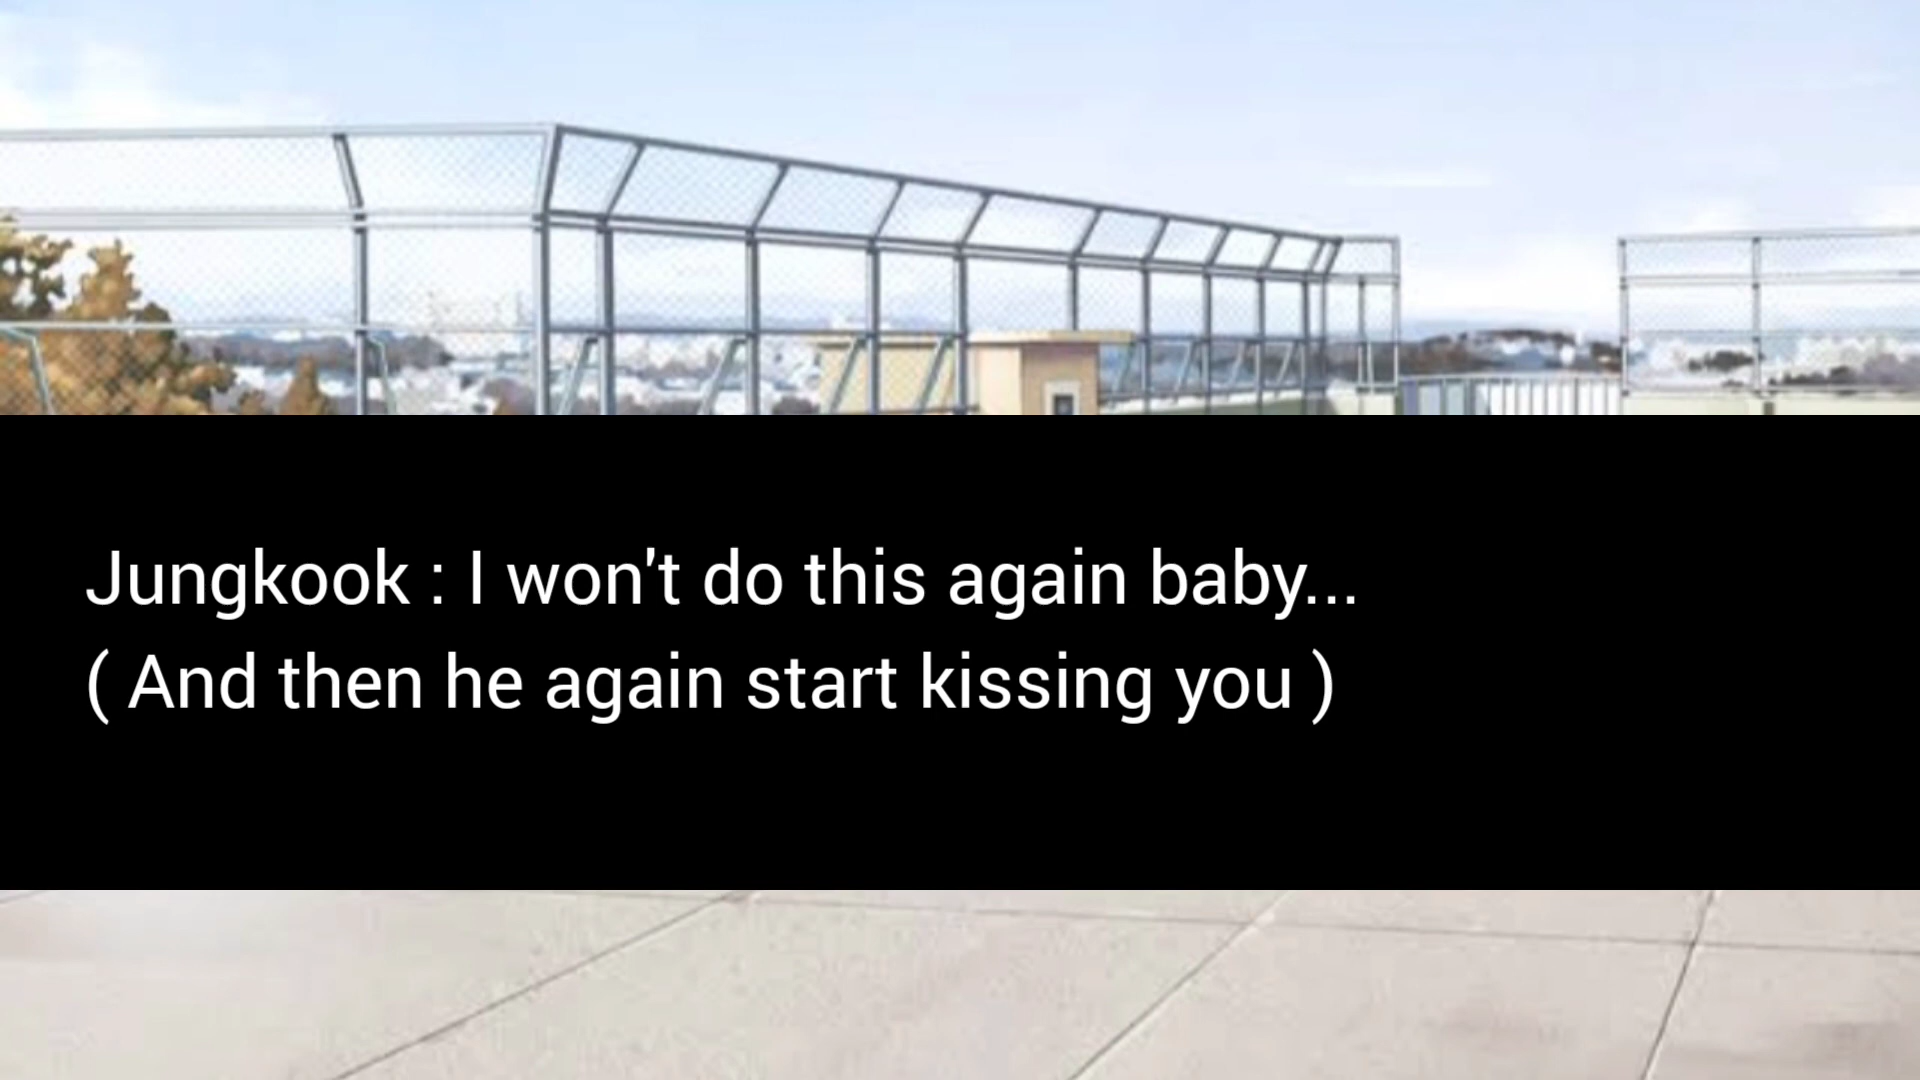 Jungkook : I won't do this again baby...
( And then he again start kissing you )